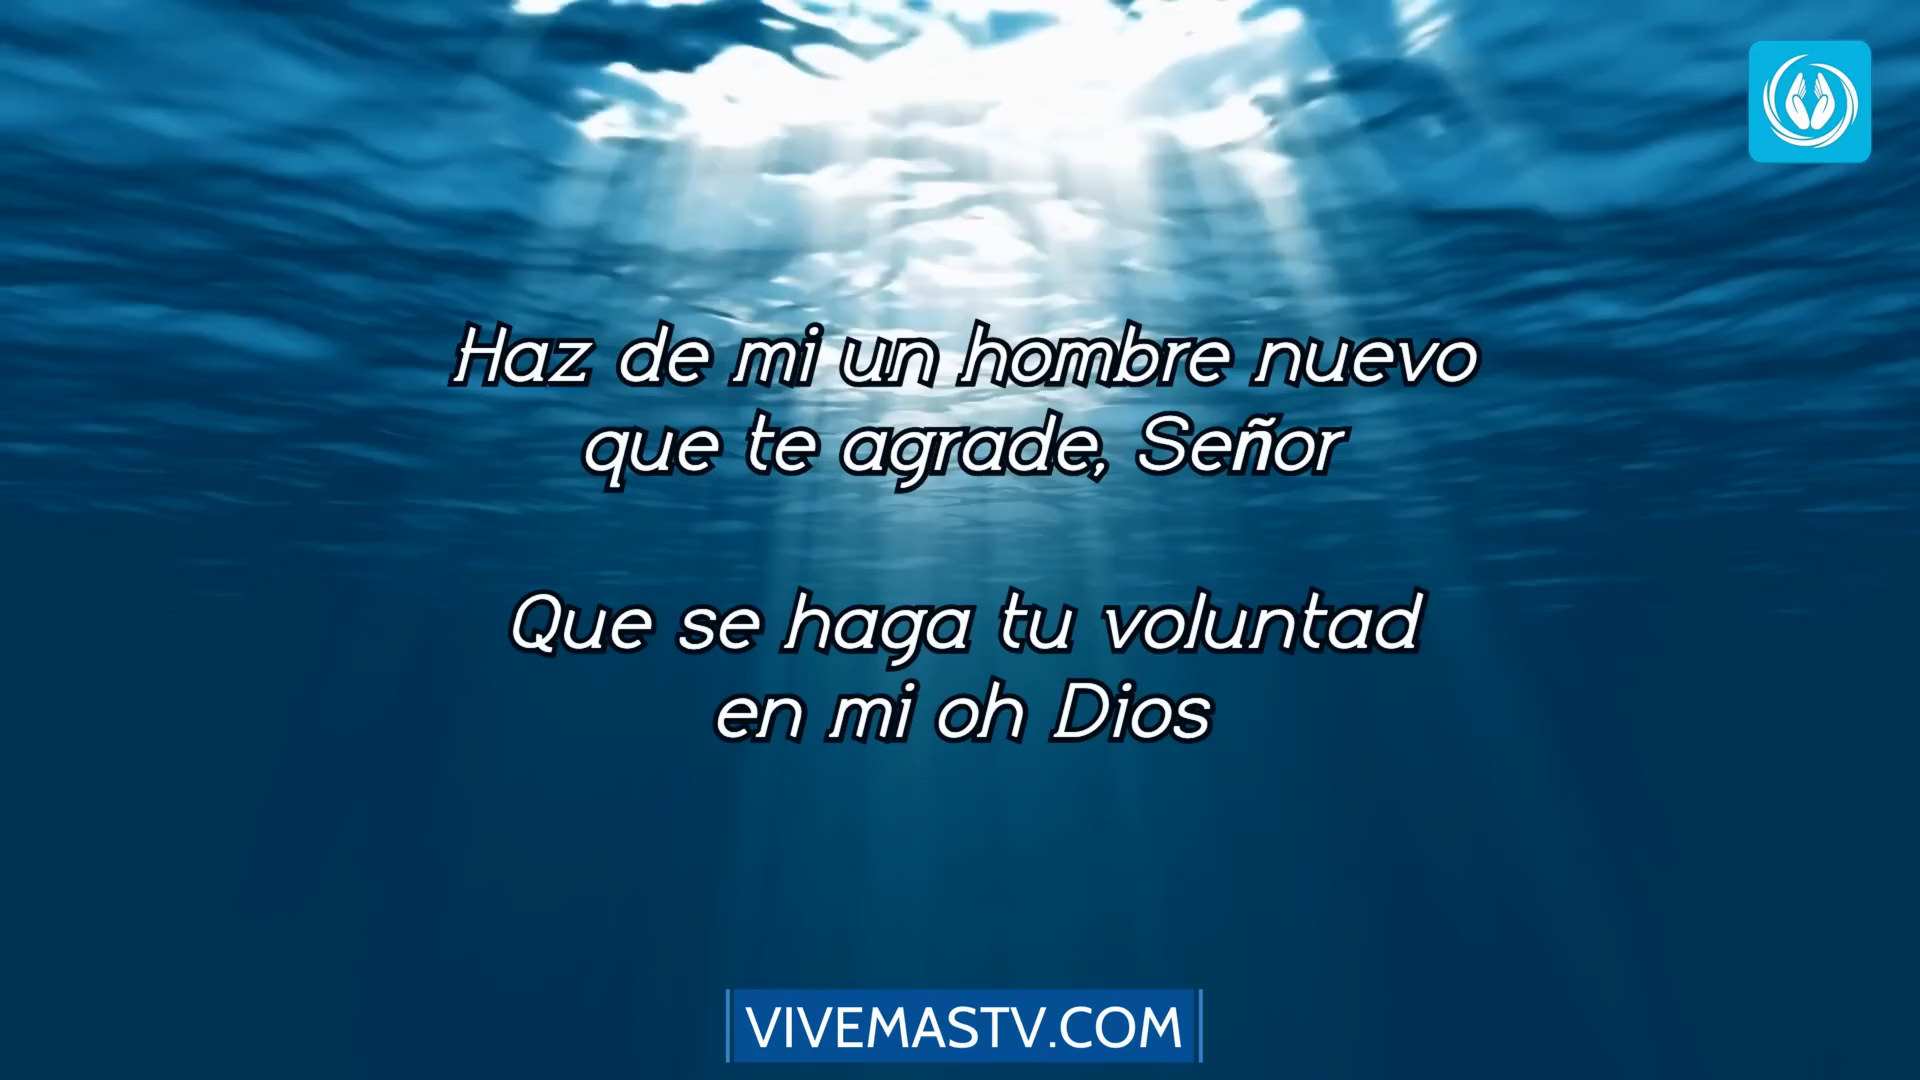 Haz de mi un hombre nuevo
que te agrade, Señor
Que se haga tu voluntad
en mi oh Dios
VIVEMASTV.COM